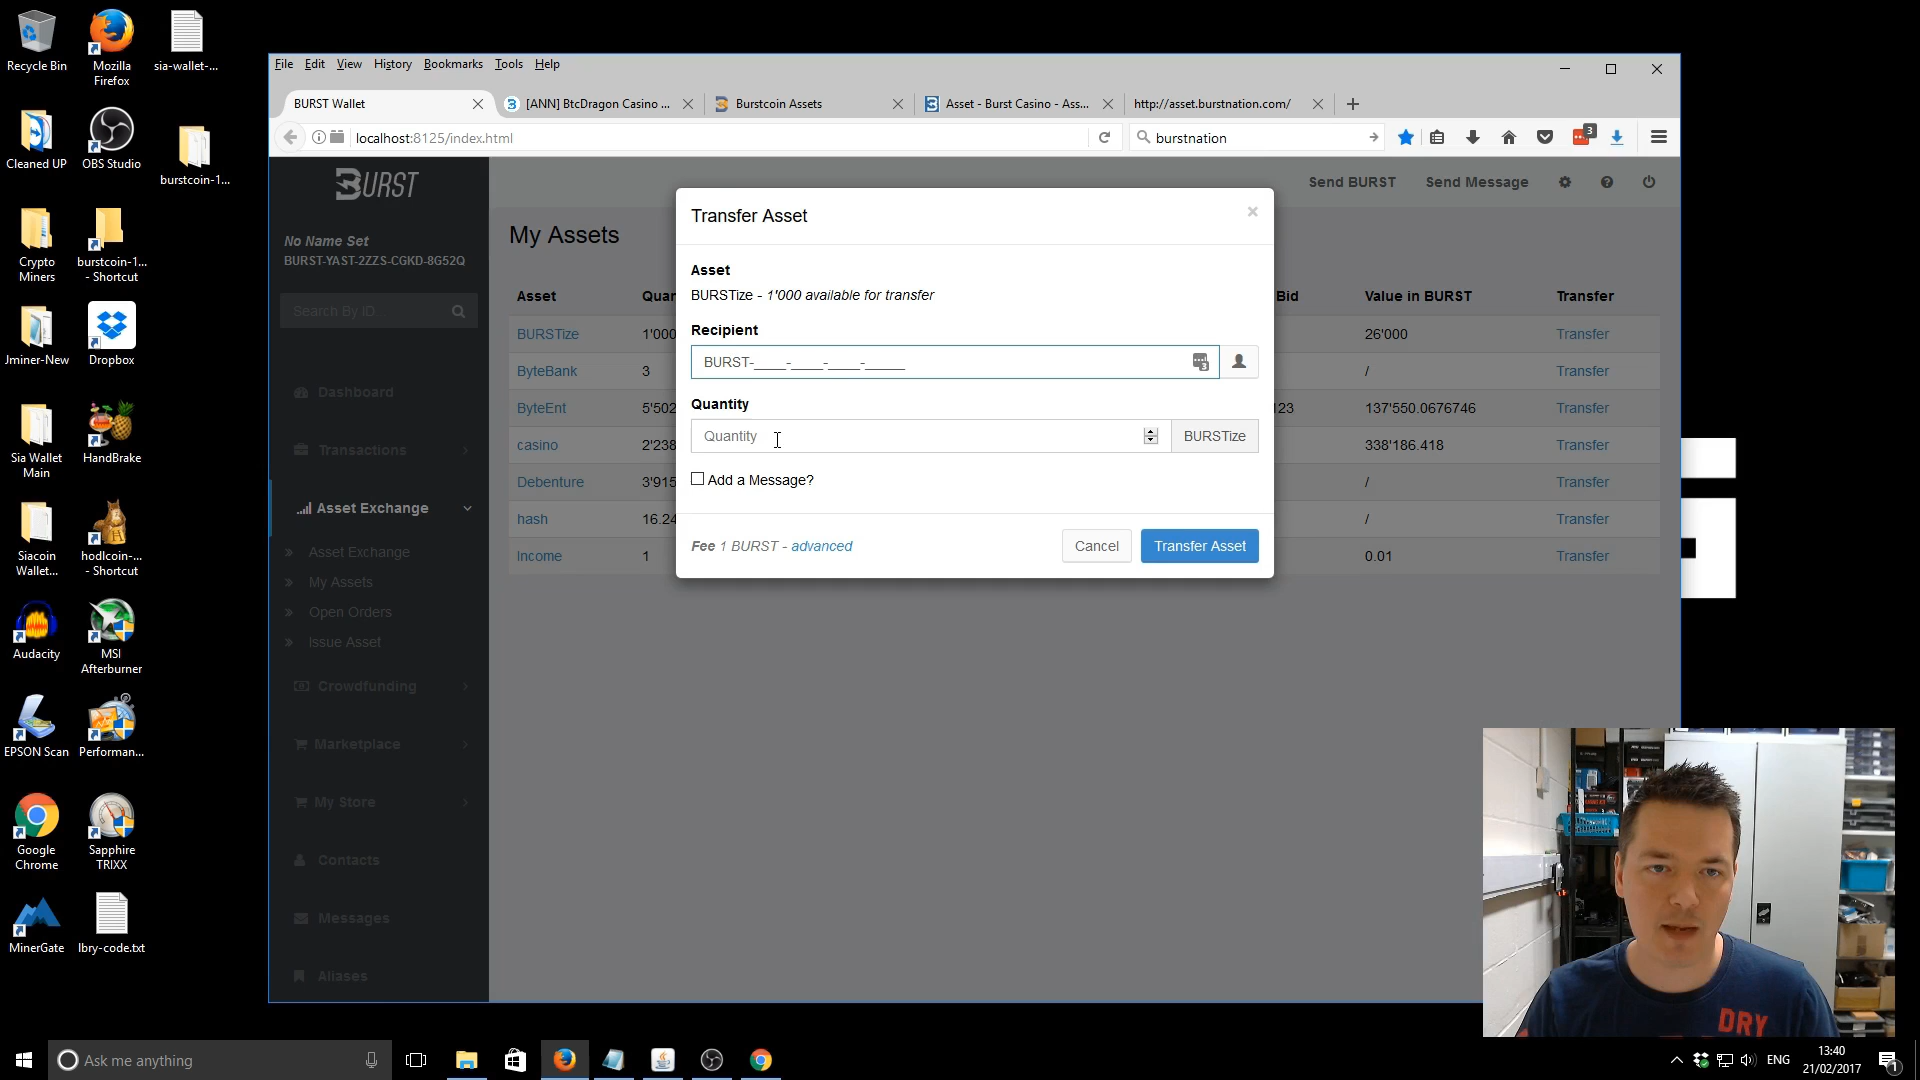 Recycle Bin
Mozilla Firefox
sia-wallet-...
Cleaned UP
OBS Studio
burstcoin-1...
Crypto Miners
burstcoin-1... - Shortcut
Jminer-New
Dropbox
Sia Wallet Main
HandBrake
Siacoin Wallet...
hodlcoin-... - Shortcut
Audacity
MSI Afterburner
EPSON Scan
Performan...
Google Chrome
Sapphire TRIXX
MinerGate
lbry-code.txt
File Edit View History Bookmarks Tools Help
BURST Wallet
[ANN] BtcDragon Casino ...
Burstcoin Assets
Asset - Burst Casino - Ass...
http://asset.burstnation.com/
localhost:8125/index.html
burstnation
3
BURST
No Name Set
BURST-YAST-2ZZS-CGKD-8G52Q
Search By ID
Dashboard
Transactions
Asset Exchange
Asset Exchange
My Assets
Open Orders
Issue Asset
Crowdfunding
Marketplace
My Store
Contacts
Messages
Aliases
Send BURST Send Message
My Assets
Asset Quan Bid Value in BURST Transfer
BURSTize 1'000 26'000 Transfer
ByteBank 3 / Transfer
ByteEnt 5'502 123 137'550.0676746 Transfer
casino 2'238 338'186.418 Transfer
Debenture 3'915 / Transfer
hash 16.24 / Transfer
Income 1 0.01 Transfer
Transfer Asset
×
Asset
BURSTize - 1'000 available for transfer
Recipient
BURST-____-____-____-_____
3
Quantity
Quantity
BURSTize
Add a Message?
Fee 1 BURST - advanced
Cancel
Transfer Asset
DRY
Ask me anything
ENG
13:40
21/02/2017
1